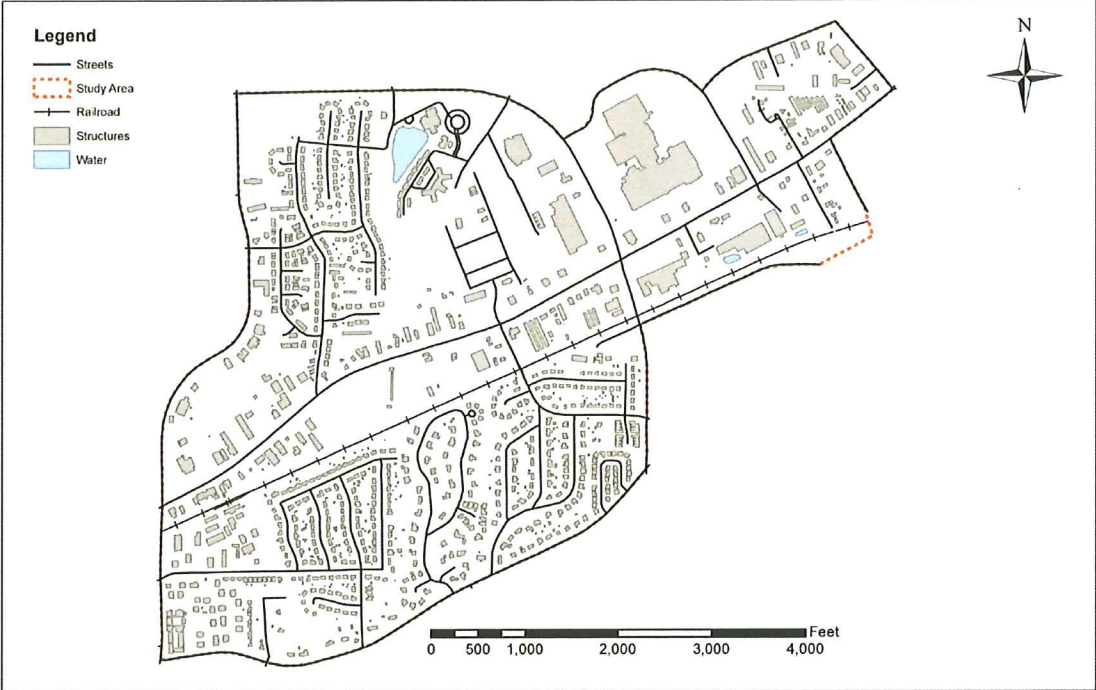 Legend
Streets
Study Area
Railroad
Structures
Water
N
Feet
0 500 1,000 2,000 3,000 4,000